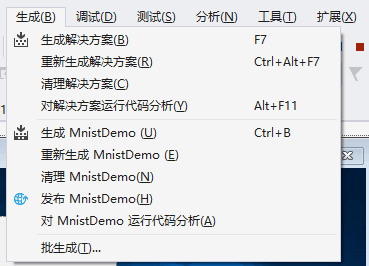 生成(B) 调试(D) 测试(S) 分析(N) 工具(T) 扩展(X)
生成解决方案(B) F7
重新生成解决方案(R) Ctrl+Alt+F7
清理解决方案(C)
对解决方案运行代码分析(Y) Alt+F11
生成 MnistDemo (U) Ctrl+B
重新生成 MnistDemo (E)
清理 MnistDemo(N)
发布 MnistDemo(H)
对 MnistDemo 运行代码分析(A)
批生成(T)...